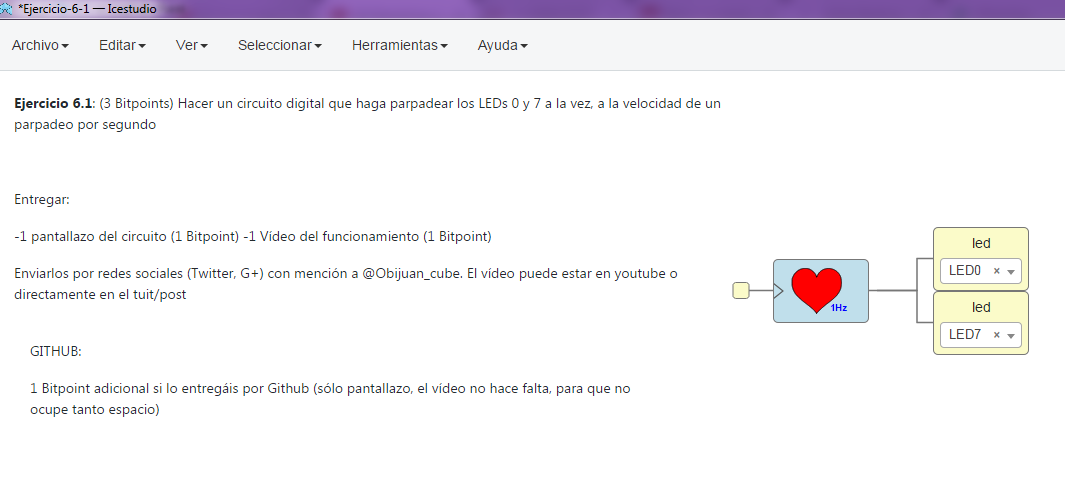 *Ejercicio-6-1 — Icestudio
Archivo Editar Ver Seleccionar Herramientas Ayuda
Ejercicio 6.1: (3 Bitpoints) Hacer un circuito digital que haga parpadear los LEDs 0 y 7 a la vez, a la velocidad de un
parpadeo por segundo
Entregar:
-1 pantallazo del circuito (1 Bitpoint) -1 Vídeo del funcionamiento (1 Bitpoint)
Enviarlos por redes sociales (Twitter, G+) con mención a @Obijuan_cube. El vídeo puede estar en youtube o
directamente en el tuit/post
GITHUB:
1 Bitpoint adicional si lo entregáis por Github (sólo pantallazo, el vídeo no hace falta, para que no
ocupe tanto espacio)
1Hz
led
LED0 ×
led
LED7 ×